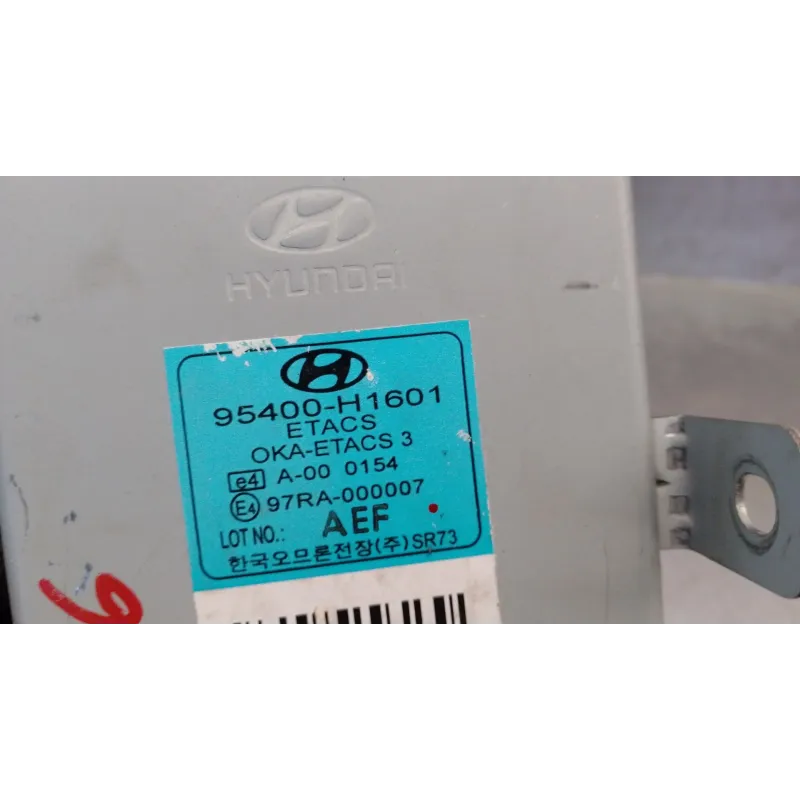 HYUNDAI
95400-H1601
ETACS
OKA-ETACS 3
e4 A-00 0154
E4 97RA-000007
LOT NO.: AEF
한국오므론전장(주) SR73